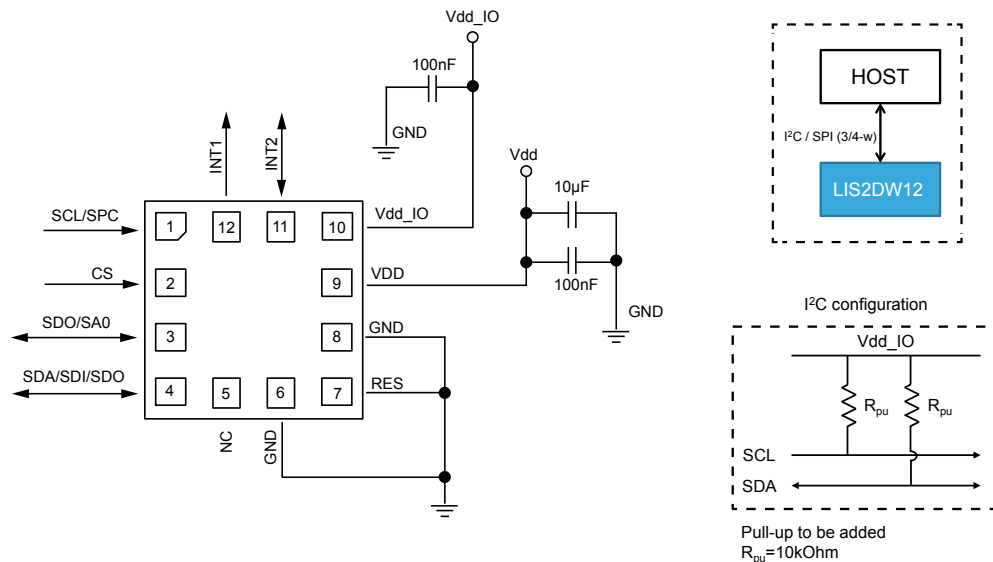 Vdd_IO
100nF
GND
INT1
INT2
Vdd
10µF
100nF
GND
SCL/SPC
CS
SDO/SA0
SDA/SDI/SDO
1
12
11
10
2
9
3
8
4
5
6
7
Vdd_IO
VDD
GND
RES
NC
GND
HOST
I²C / SPI (3/4-w)
LIS2DW12
I²C configuration
Vdd_IO
Rpu
Rpu
SCL
SDA
Pull-up to be added
Rpu=10kOhm